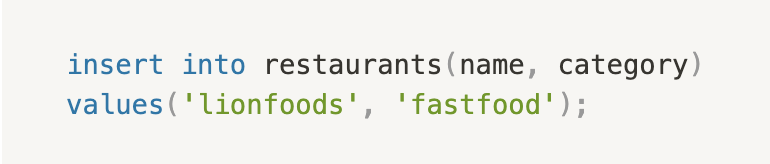 insert into restaurants(name, category)
values('lionfoods', 'fastfood');